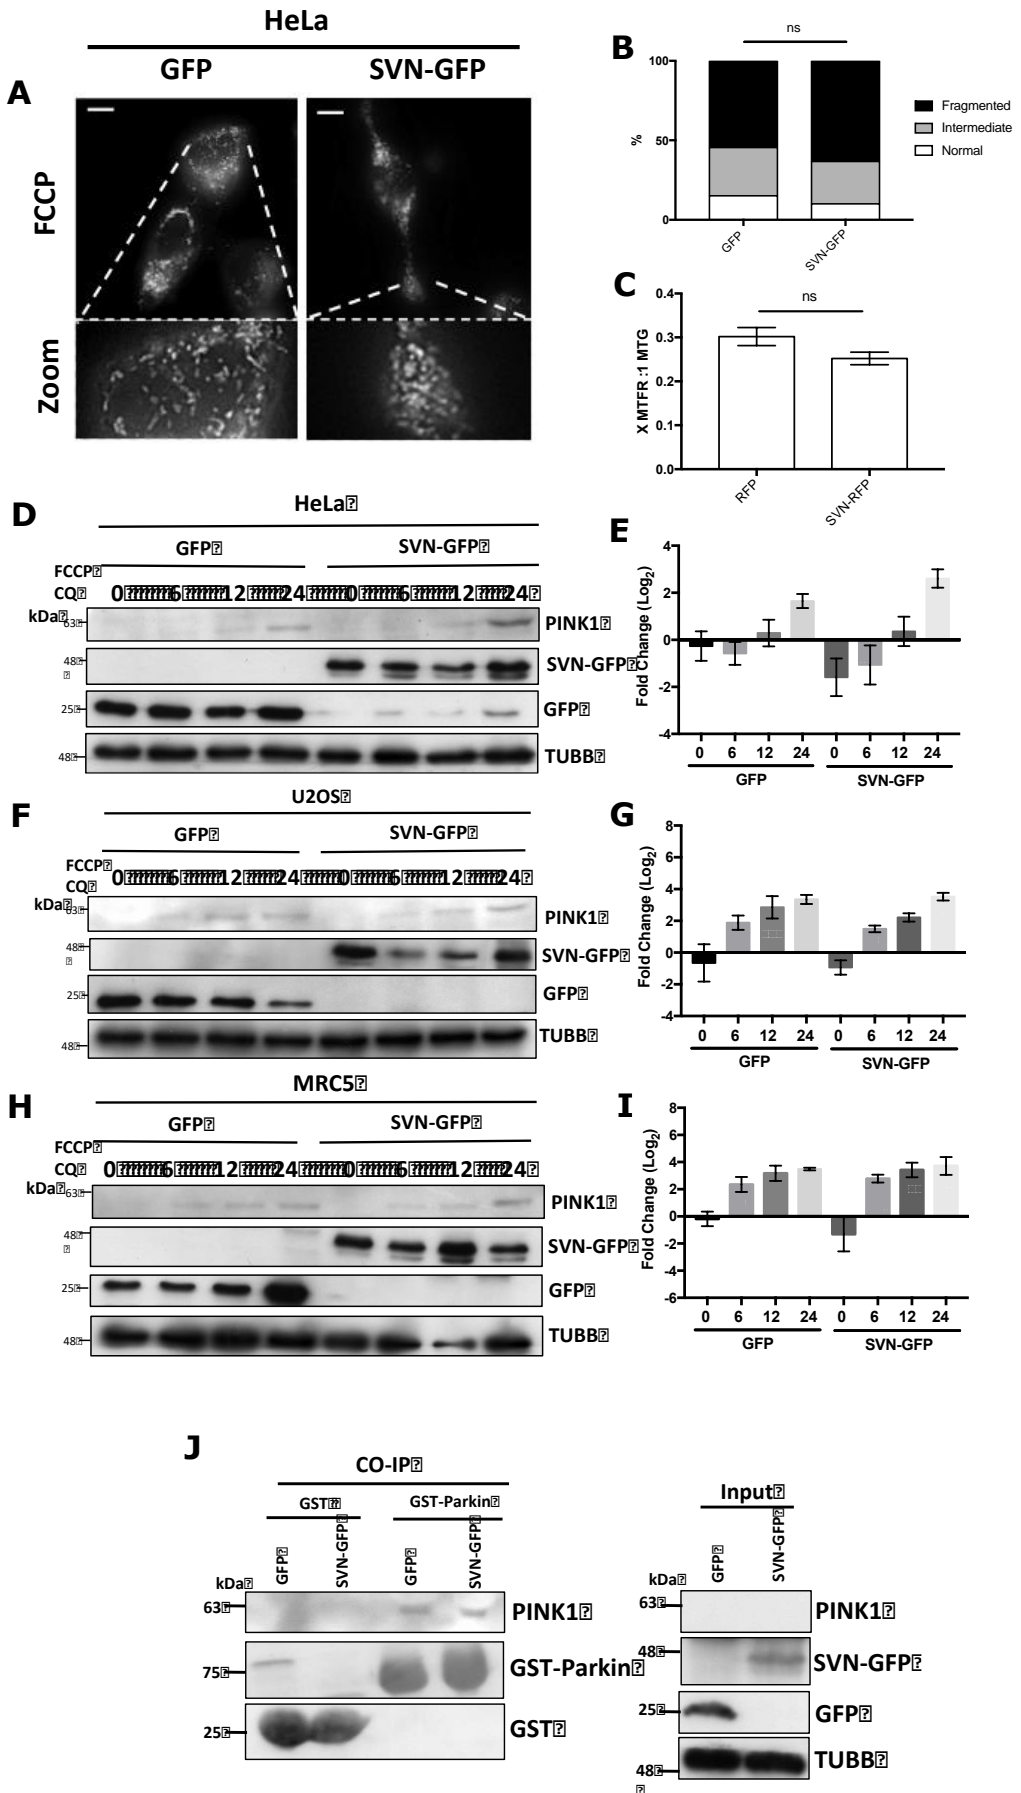 HeLa
GFP SVN-GFP
A
FCCP
Zoom
B
ns
100
50
0
%
GFP
SVN-GFP
Fragmented
Intermediate
Normal
C
ns
0.4
0.3
0.2
0.1
0.0
X MTFR :1 MTG
RFP
SVN-RFP
D
HeLa
GFP SVN-GFP
FCCP
CQ 0 6 12 24 0 6 12 24
kDa
63 PINK1
48 SVN-GFP
25 GFP
48 TUBB
E
Fold Change (Log2)
4
2
0
-2
-4
0 6 12 24 0 6 12 24
GFP SVN-GFP
F
U2OS
GFP SVN-GFP
FCCP
CQ 0 6 12 24 0 6 12 24
kDa
63 PINK1
48 SVN-GFP
25 GFP
48 TUBB
G
Fold Change (Log2)
8
6
4
2
0
-2
-4
0 6 12 24 0 6 12 24
GFP SVN-GFP
H
MRC5
GFP SVN-GFP
FCCP
CQ 0 6 12 24 0 6 12 24
kDa
63 PINK1
48 SVN-GFP
25 GFP
48 TUBB
I
Fold Change (Log2)
8
6
4
2
0
-2
-4
-6
0 6 12 24 0 6 12 24
GFP SVN-GFP
J
CO-IP
GST GST-Parkin
GFP SVN-GFP GFP SVN-GFP
kDa
63 PINK1
75 GST-Parkin
25 GST
Input
GFP SVN-GFP
kDa
63 PINK1
48 SVN-GFP
25 GFP
48 TUBB